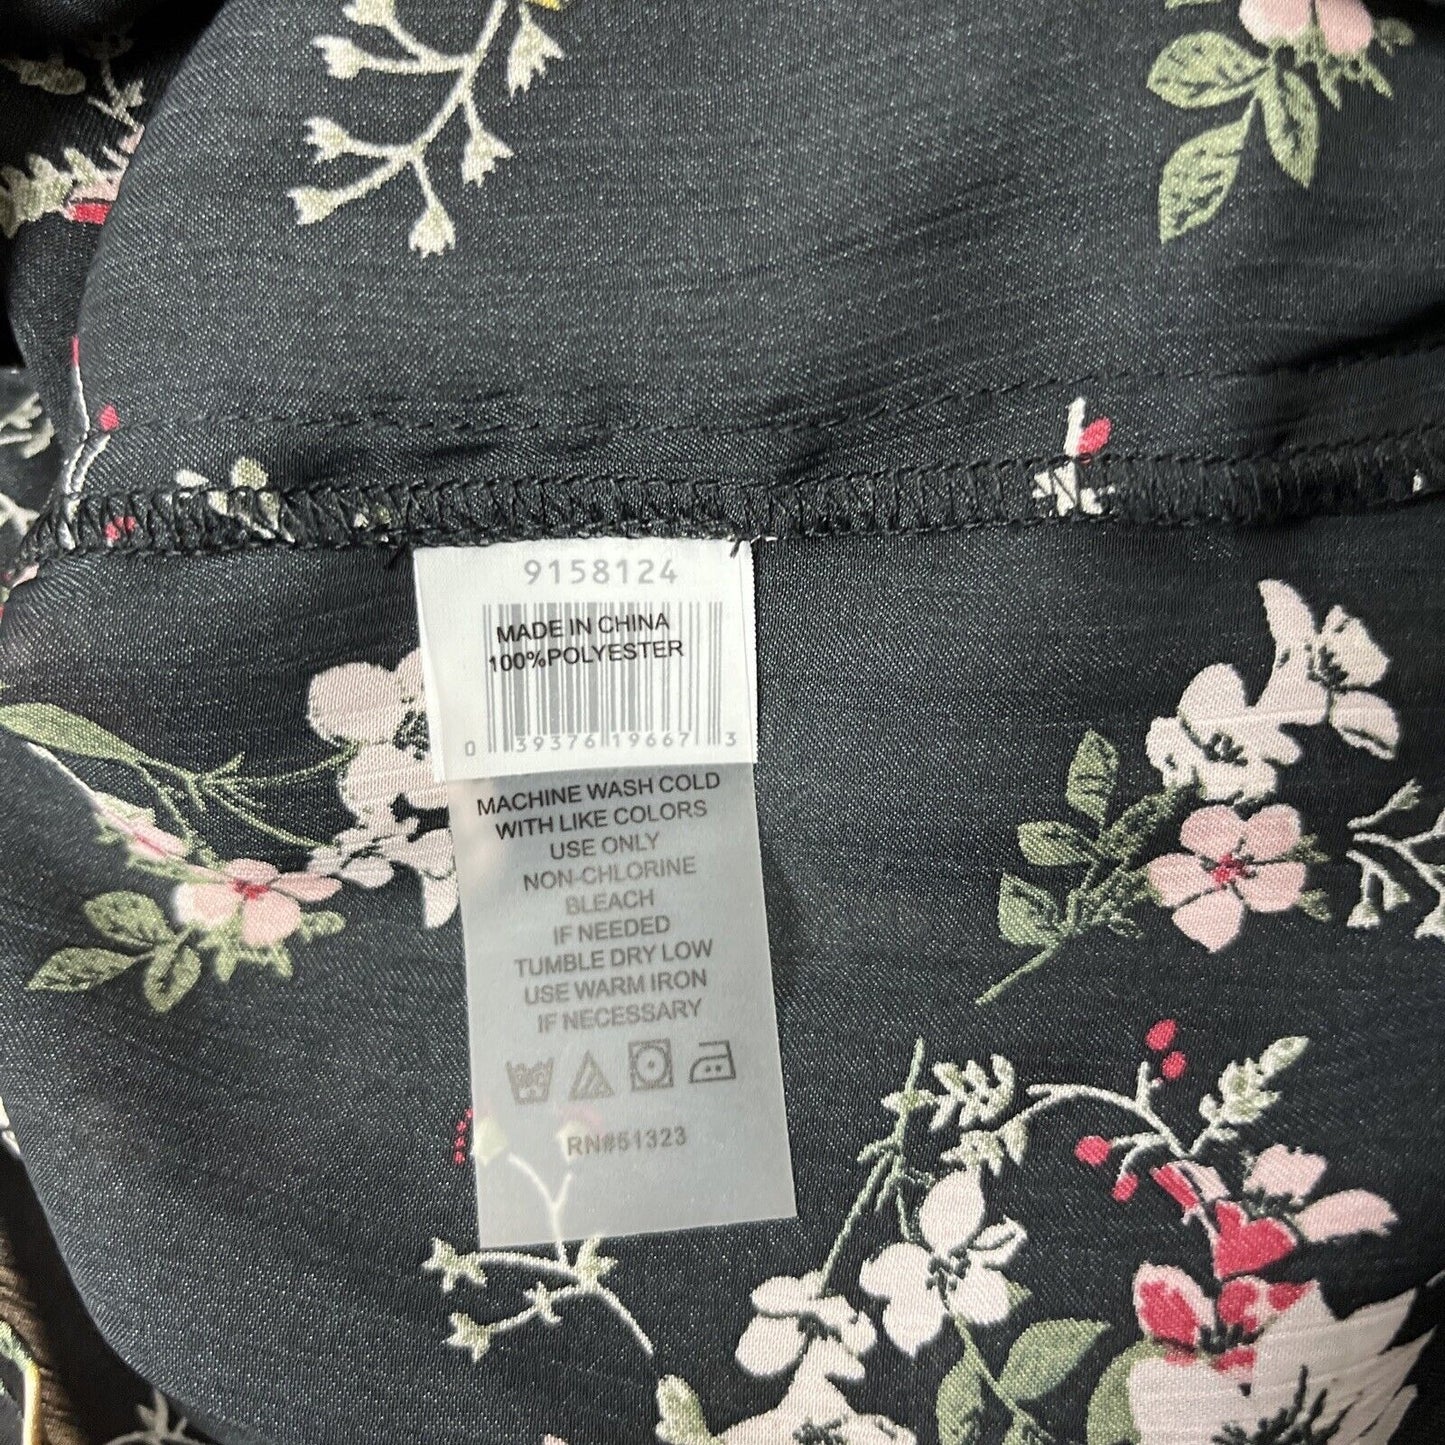 9158124
MADE IN CHINA
100%POLYESTER
0 39376 19667 3
MACHINE WASH COLD
WITH LIKE COLORS
USE ONLY
NON-CHLORINE
BLEACH
IF NEEDED
TUMBLE DRY LOW
USE WARM IRON
IF NECESSARY
RN#51323